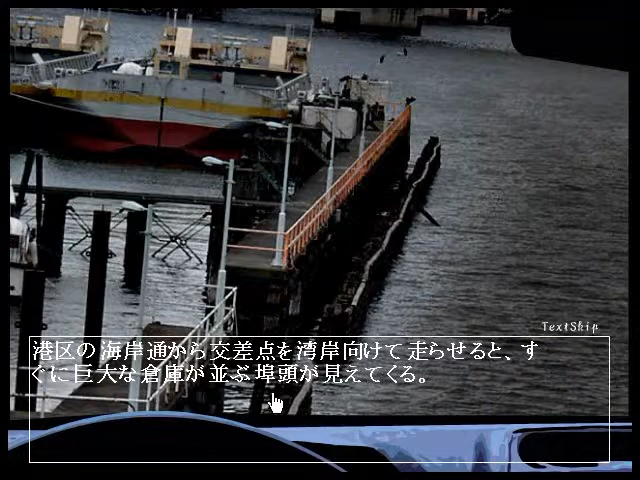 TextSkip
港区の海岸通から交差点を湾岸向けて走らせると、す
ぐに巨大な倉庫が並ぶ埠頭が見えてくる。